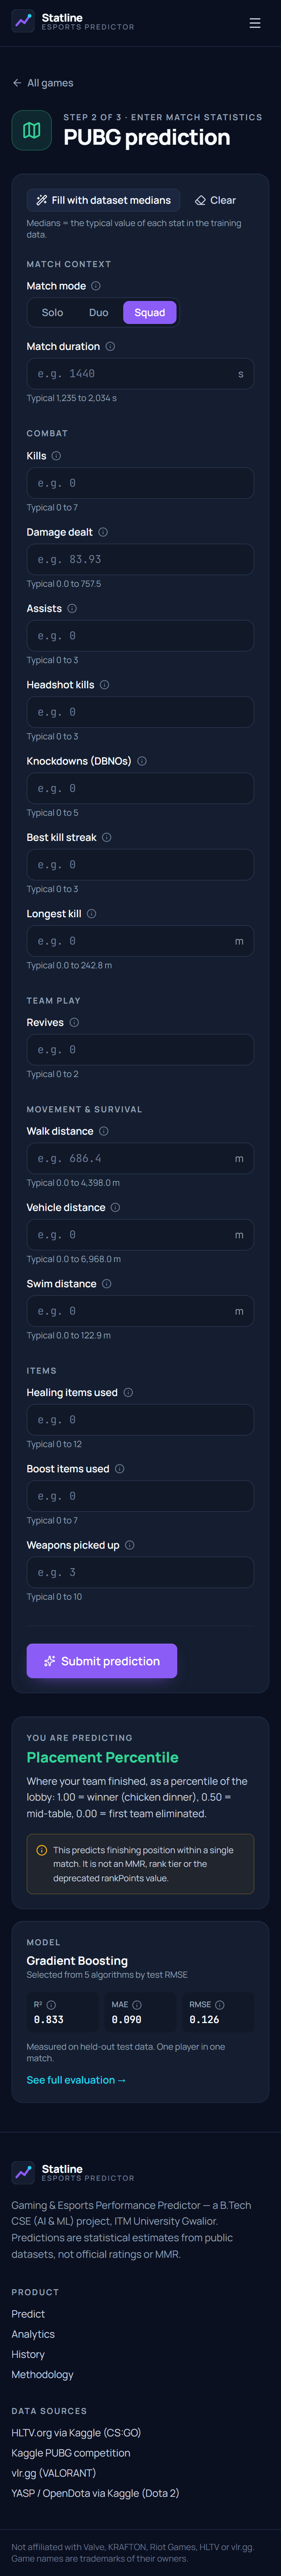 Statline
ESPORTS PREDICTOR
← All games
STEP 2 OF 3 · ENTER MATCH STATISTICS
PUBG prediction
Fill with dataset medians
Clear
Medians = the typical value of each stat in the training
data.
MATCH CONTEXT
Match mode
Solo
Duo
Squad
Match duration
e.g. 1440 s
Typical 1,235 to 2,034 s
COMBAT
Kills
e.g. 0
Typical 0 to 7
Damage dealt
e.g. 83.93
Typical 0.0 to 757.5
Assists
e.g. 0
Typical 0 to 3
Headshot kills
e.g. 0
Typical 0 to 3
Knockdowns (DBNOs)
e.g. 0
Typical 0 to 5
Best kill streak
e.g. 0
Typical 0 to 3
Longest kill
e.g. 0 m
Typical 0.0 to 242.8 m
TEAM PLAY
Revives
e.g. 0
Typical 0 to 2
MOVEMENT & SURVIVAL
Walk distance
e.g. 686.4 m
Typical 0.0 to 4,398.0 m
Vehicle distance
e.g. 0 m
Typical 0.0 to 6,968.0 m
Swim distance
e.g. 0 m
Typical 0.0 to 122.9 m
ITEMS
Healing items used
e.g. 0
Typical 0 to 12
Boost items used
e.g. 0
Typical 0 to 7
Weapons picked up
e.g. 3
Typical 0 to 10
Submit prediction
YOU ARE PREDICTING
Placement Percentile
Where your team finished, as a percentile of the
lobby: 1.00 = winner (chicken dinner), 0.50 =
mid-table, 0.00 = first team eliminated.
This predicts finishing position within a single
match. It is not an MMR, rank tier or the
deprecated rankPoints value.
MODEL
Gradient Boosting
Selected from 5 algorithms by test RMSE
R² MAE RMSE
0.833 0.090 0.126
Measured on held-out test data. One player in one
match.
See full evaluation →
Statline
ESPORTS PREDICTOR
Gaming & Esports Performance Predictor — a B.Tech
CSE (AI & ML) project, ITM University Gwalior.
Predictions are statistical estimates from public
datasets, not official ratings or MMR.
PRODUCT
Predict
Analytics
History
Methodology
DATA SOURCES
HLTV.org via Kaggle (CS:GO)
Kaggle PUBG competition
vlr.gg (VALORANT)
YASP / OpenDota via Kaggle (Dota 2)
Not affiliated with Valve, KRAFTON, Riot Games, HLTV or vlr.gg.
Game names are trademarks of their owners.